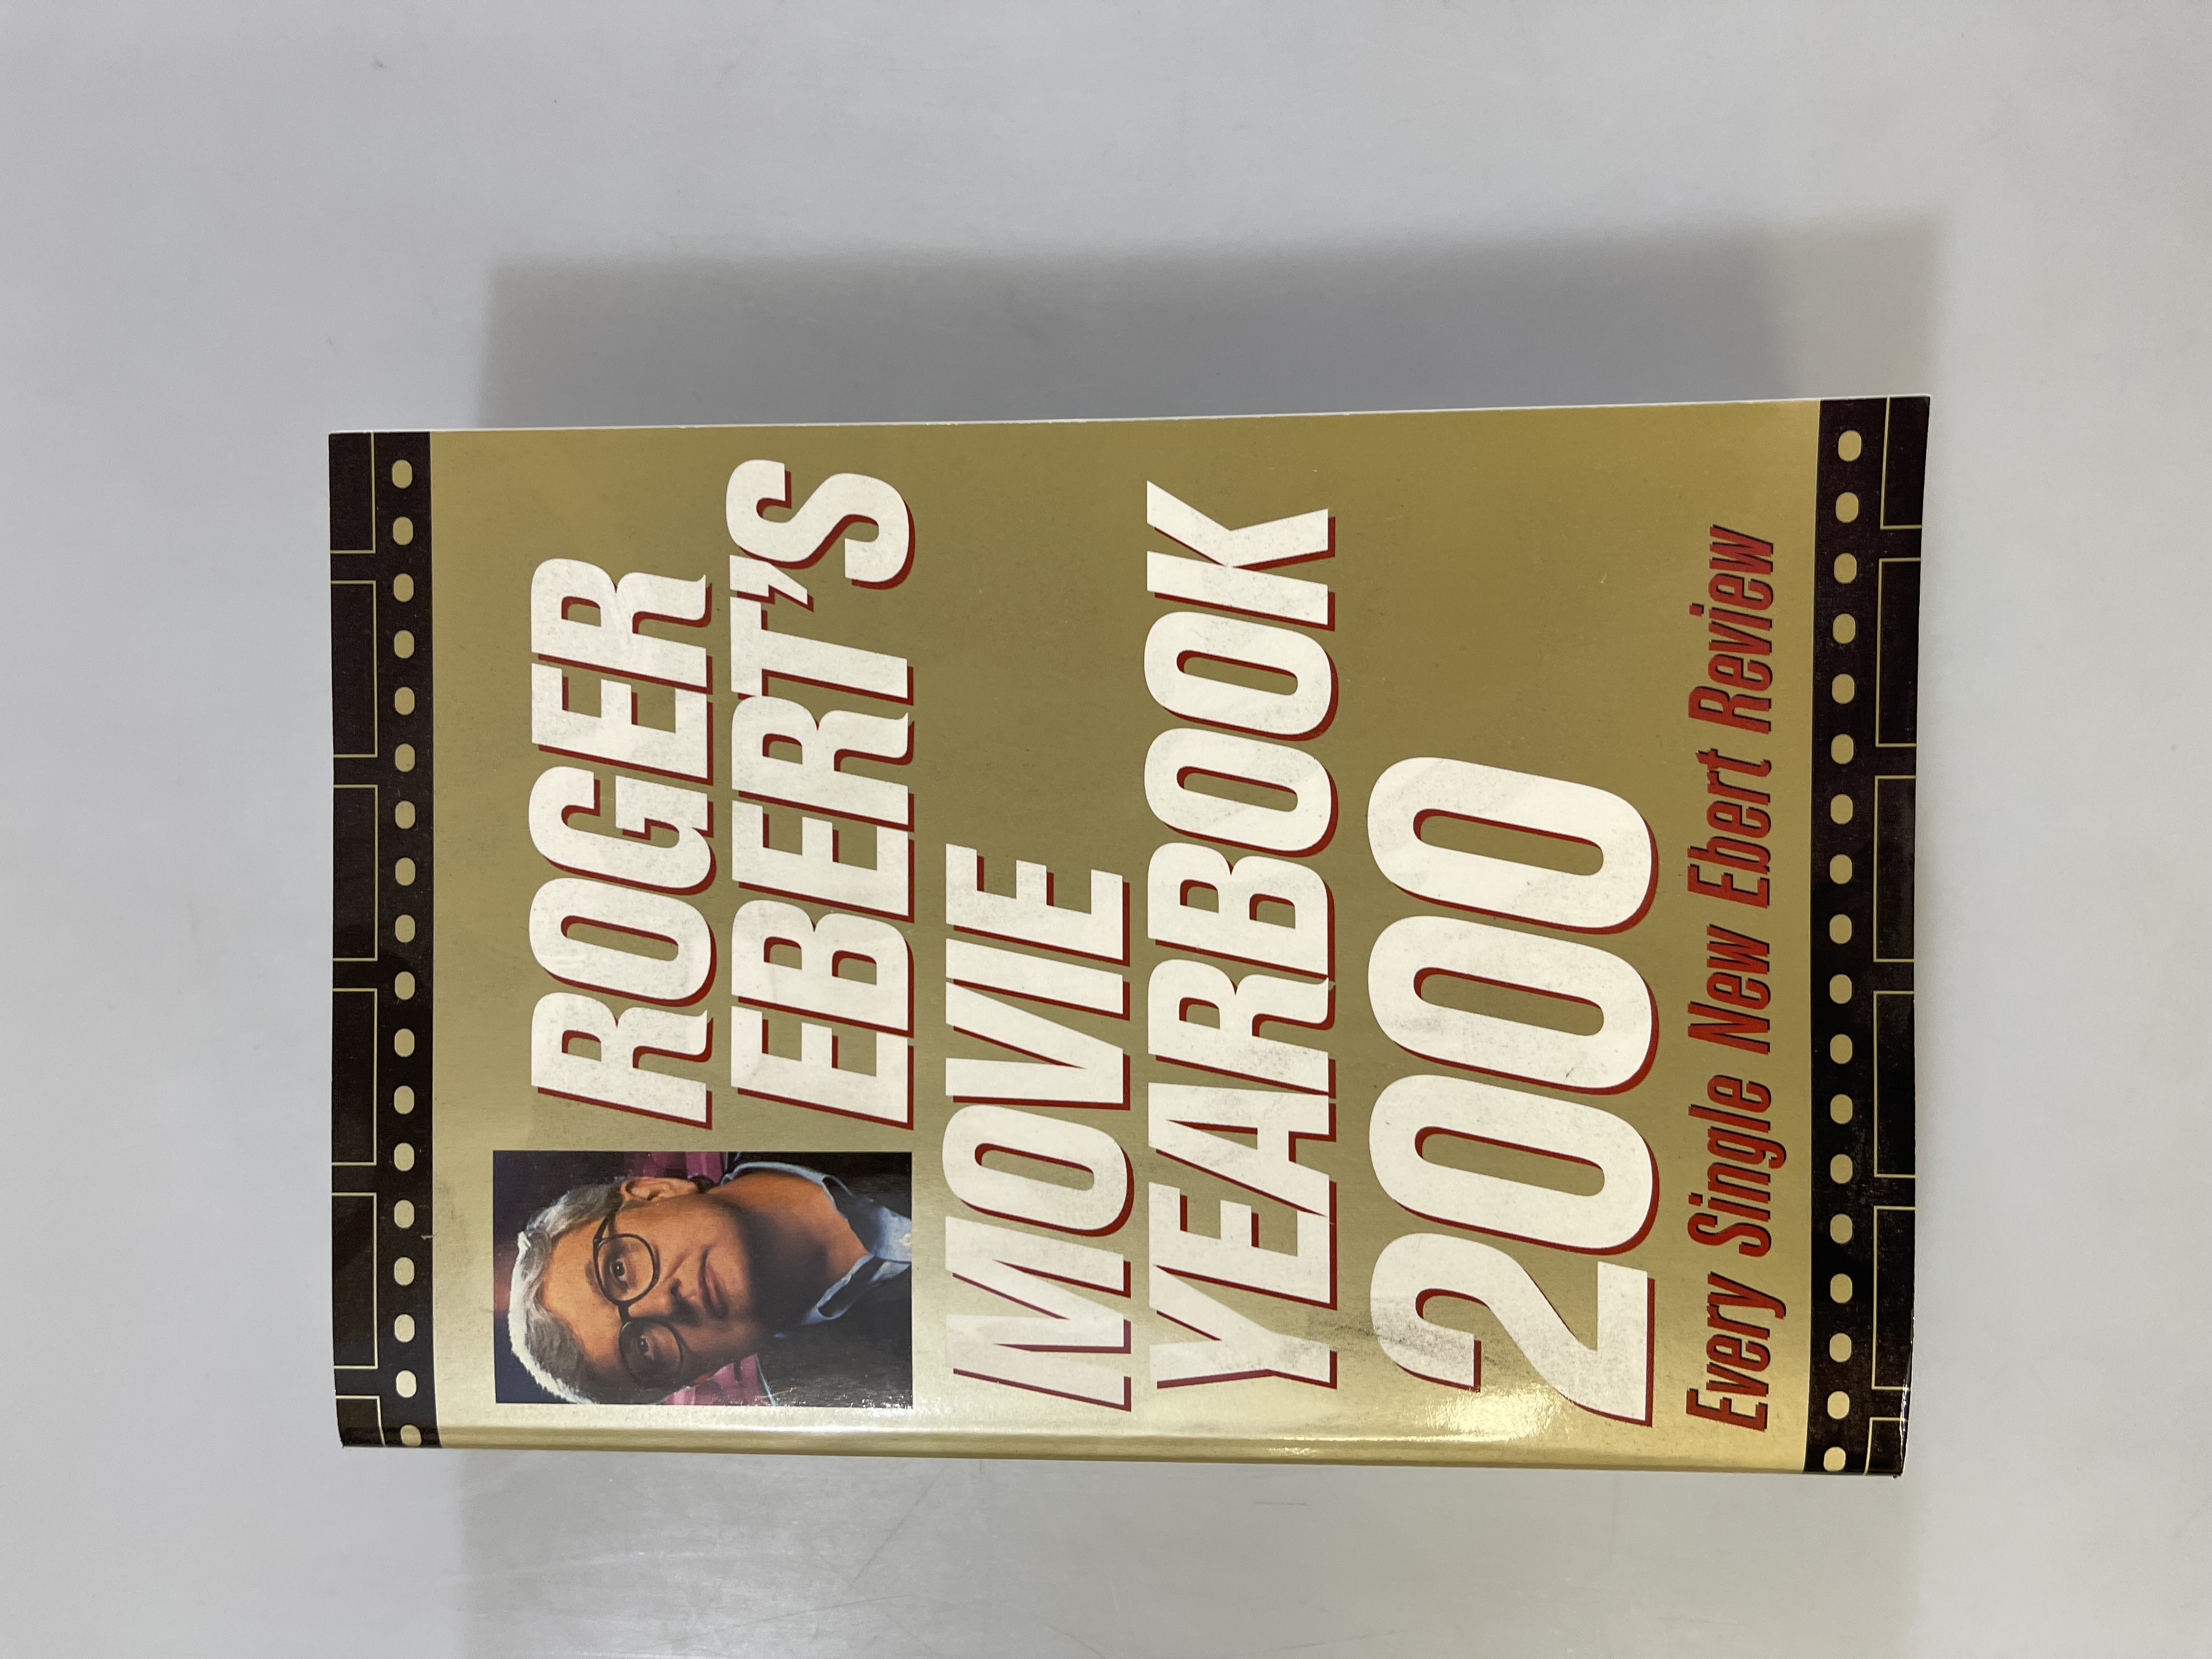 ROGER
EBERT'S
MOVIE
YEARBOOK
2000
Every Single New Ebert Review